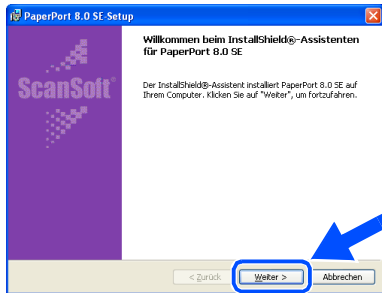 PaperPort 8.0 SE-Setup
Willkommen beim InstallShield®-Assistenten
für PaperPort 8.0 SE
ScanSoft®
Der InstallShield®-Assistent installiert PaperPort 8.0 SE auf
Ihrem Computer. Klicken Sie auf "Weiter", um fortzufahren.
< Zurück Weiter > Abbrechen